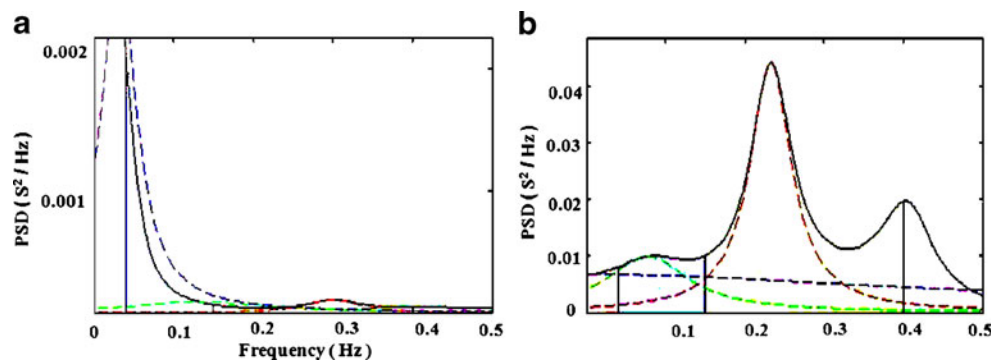 a
PSD ( S² / Hz )
0.002
0.001
0 0.1 0.2 0.3 0.4 0.5
Frequency ( Hz )
b
PSD ( S² / Hz )
0.04
0.03
0.02
0.01
0
0.1 0.2 0.3 0.4 0.5